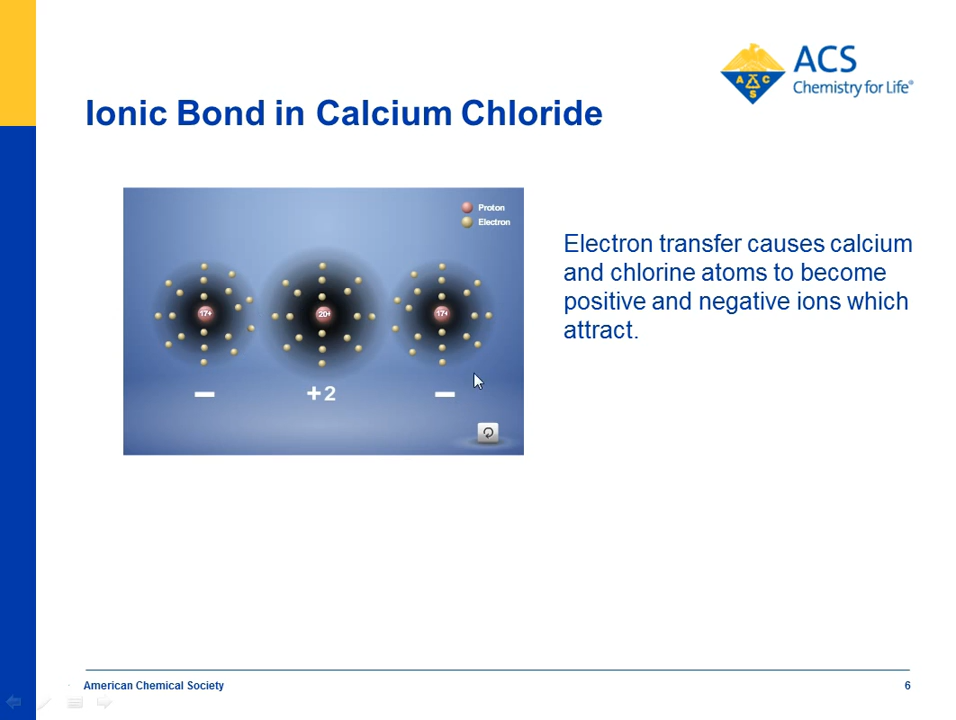 ACS
Chemistry for Life®
A C S
Ionic Bond in Calcium Chloride
Proton
Electron
17+ 20+ 17+
− +2 −
Electron transfer causes calcium
and chlorine atoms to become
positive and negative ions which
attract.
American Chemical Society
6